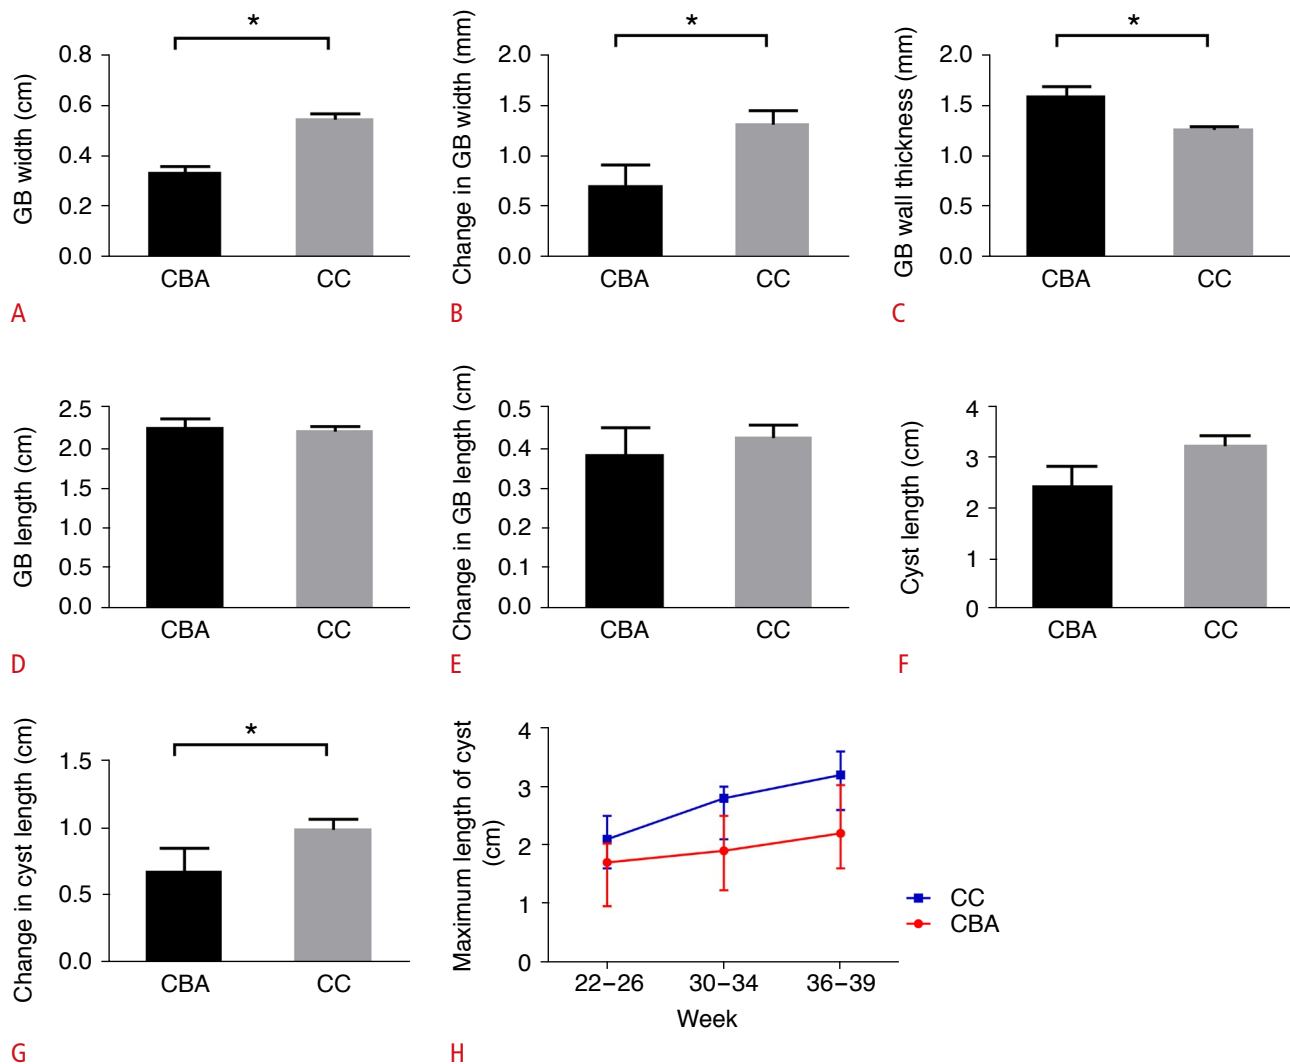 GB width (cm)
0.8
0.6
0.4
0.2
0.0
*
CBA
CC
A
Change in GB width (mm)
2.0
1.5
1.0
0.5
0.0
*
CBA
CC
B
GB wall thickness (mm)
2.0
1.5
1.0
0.5
0.0
*
CBA
CC
C
GB length (cm)
2.5
2.0
1.5
1.0
0.5
0.0
CBA
CC
D
Change in GB length (cm)
0.5
0.4
0.3
0.2
0.1
0.0
CBA
CC
E
Cyst length (cm)
4
3
2
1
0
CBA
CC
F
Change in cyst length (cm)
1.5
1.0
0.5
0.0
*
CBA
CC
G
Maximum length of cyst
(cm)
4
3
2
1
0
22–26
30–34
36–39
Week
CC
CBA
H